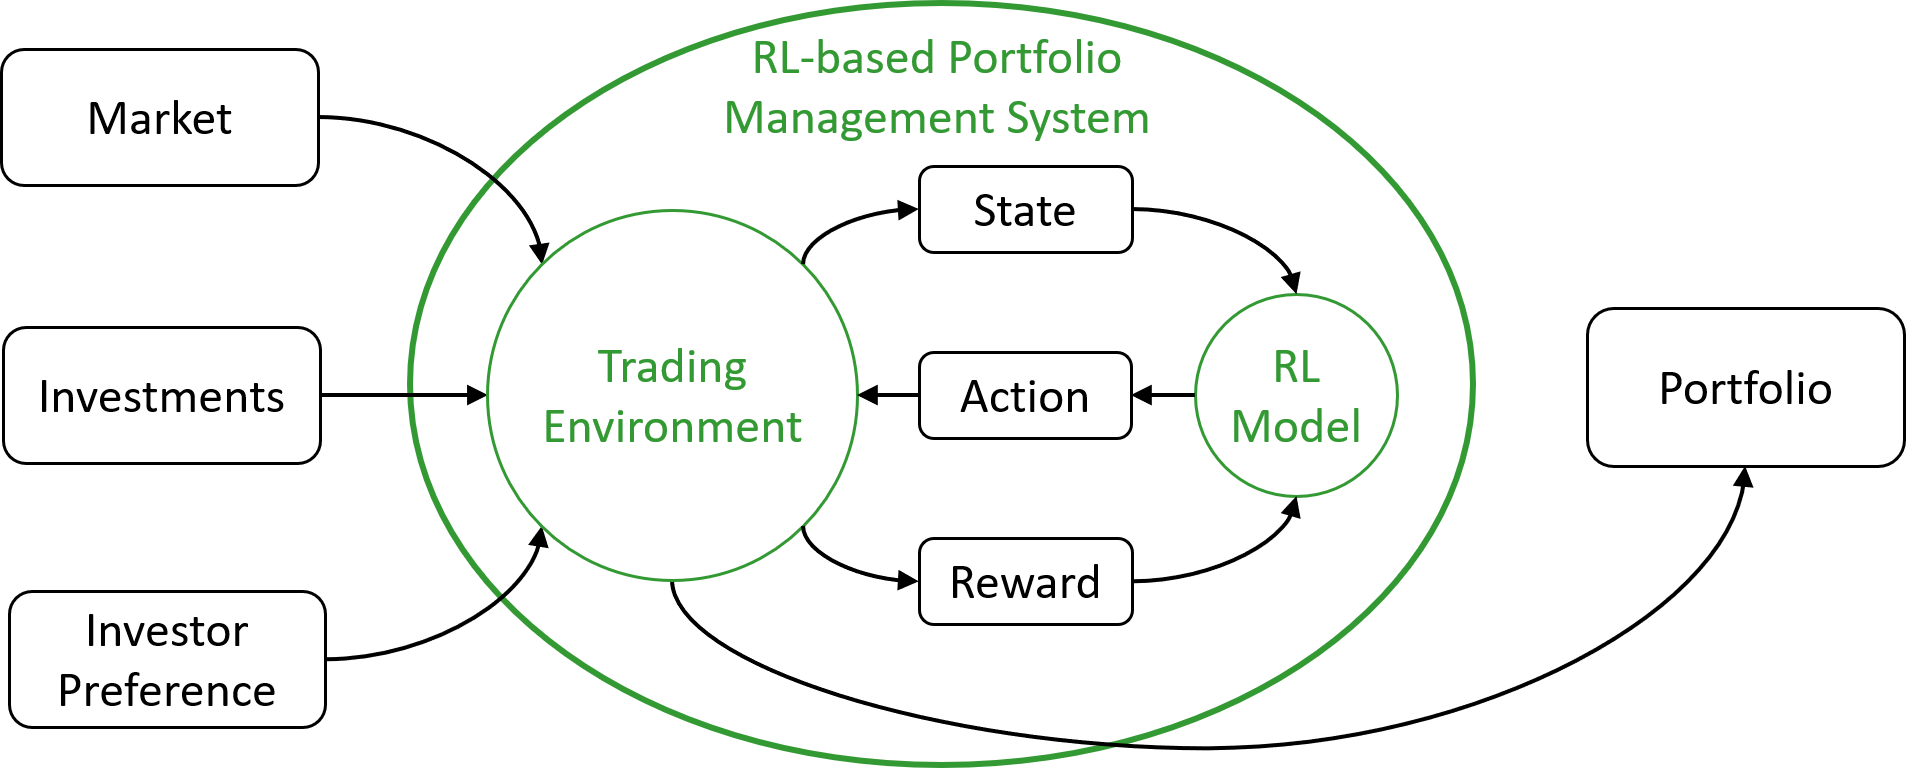 RL-based Portfolio
Management System
Market
Investments
Investor
Preference
Trading
Environment
State
Action
Reward
RL
Model
Portfolio